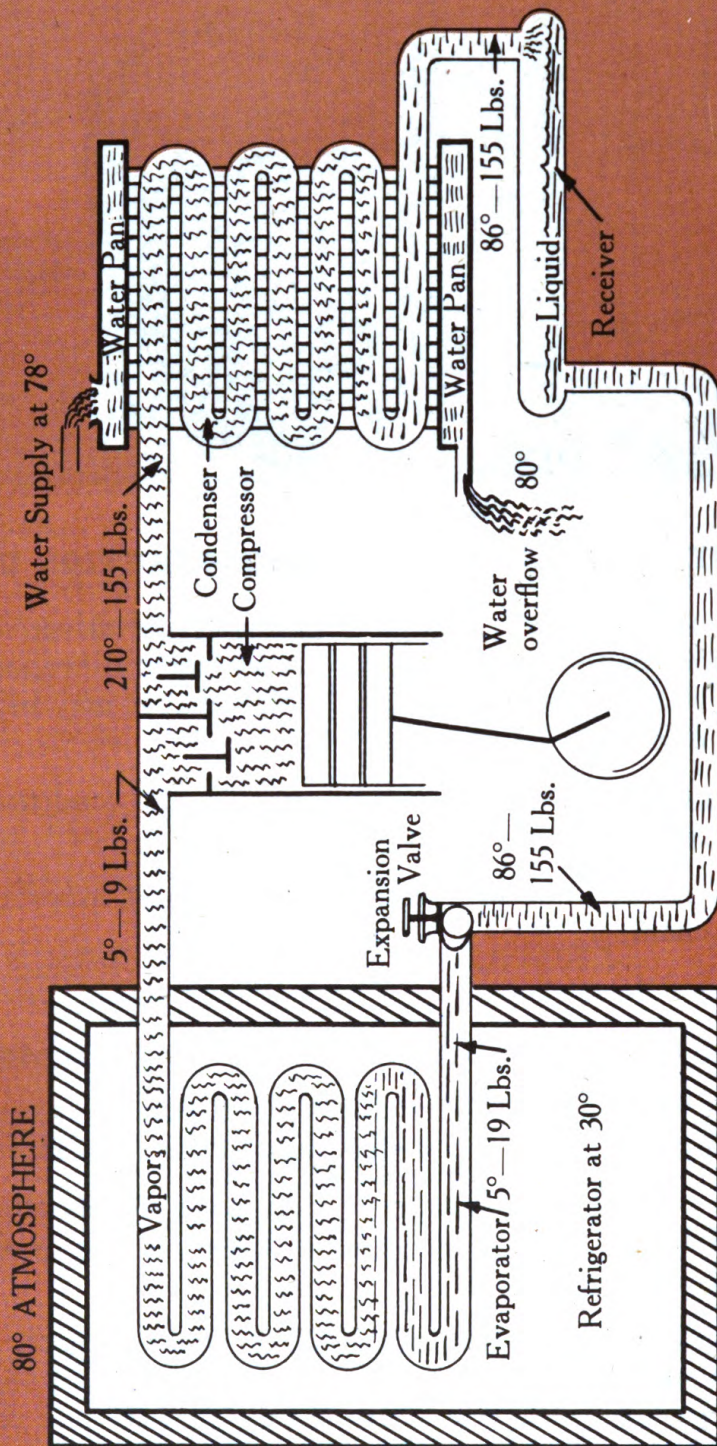 80° ATMOSPHERE
Water Supply at 78°
5°—19 Lbs.
210°—155 Lbs.
Vapor
Water Pan
Condenser
Compressor
Expansion
Valve
86°—
155 Lbs.
Water
overflow
80°
Water Pan
86°—155 Lbs.
Evaporator
5°—19 Lbs.
Liquid
Receiver
Refrigerator at 30°